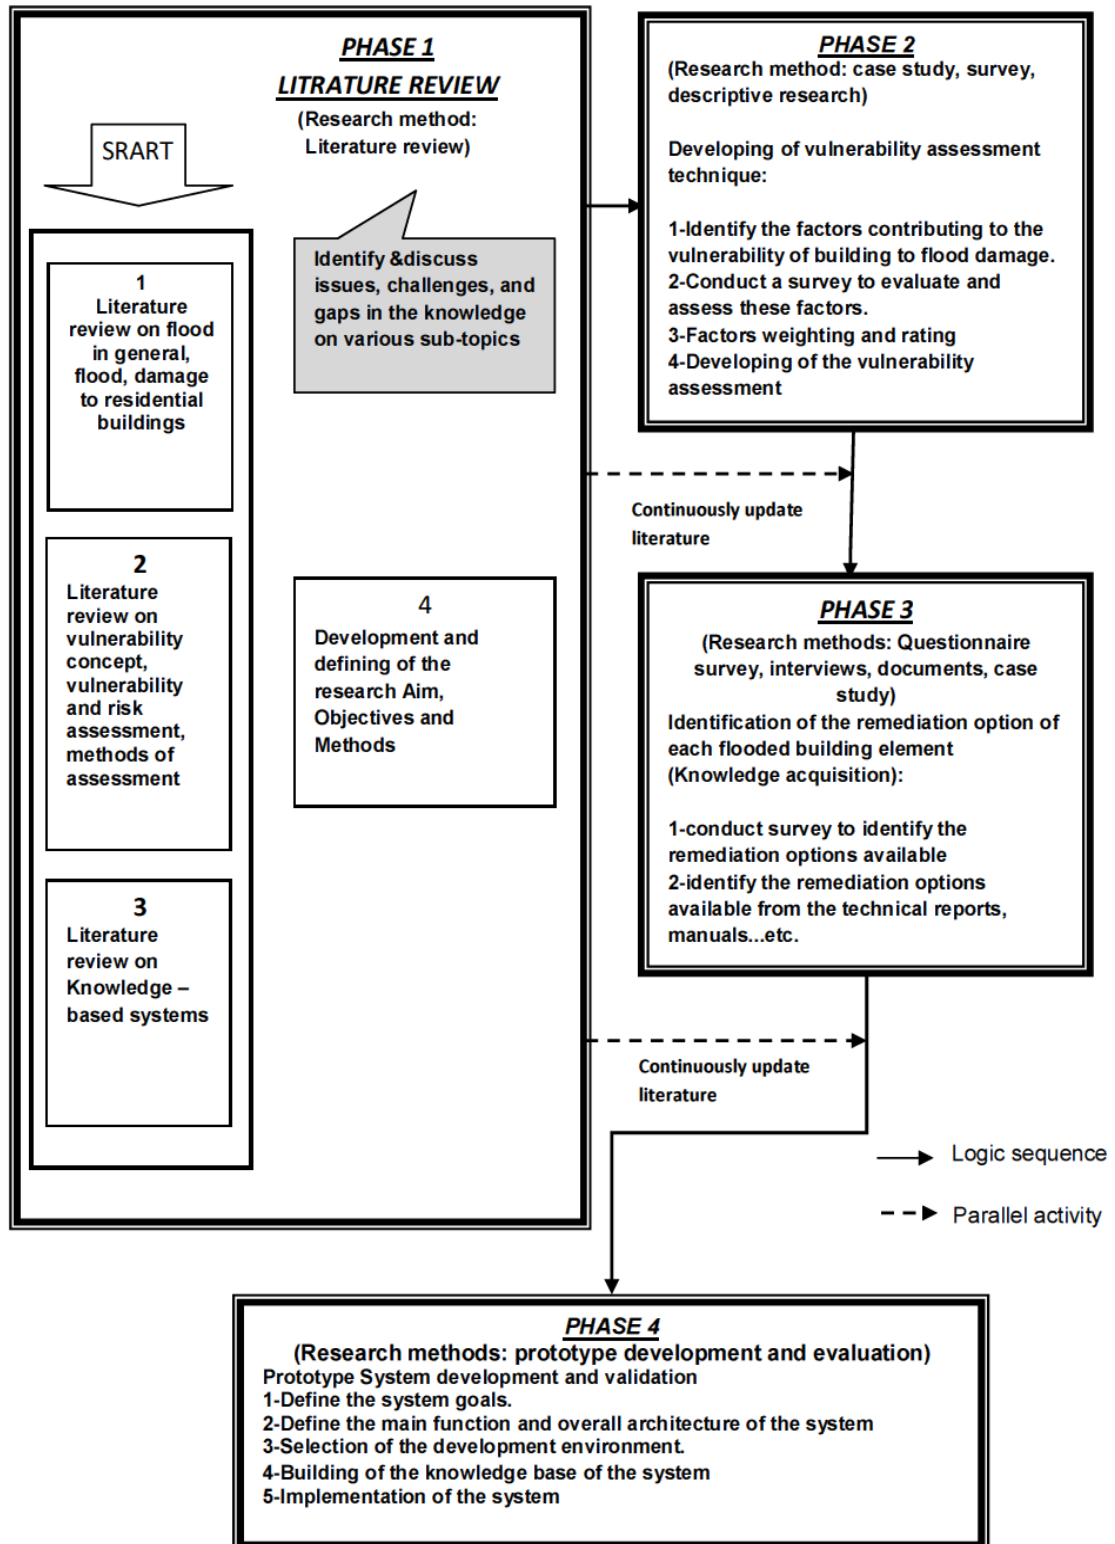 PHASE 1
LITRATURE REVIEW
(Research method:
Literature review)
SRART
Identify &discuss
issues, challenges, and
gaps in the knowledge
on various sub-topics
1
Literature
review on flood
in general,
flood, damage
to residential
buildings
2
Literature
review on
vulnerability
concept,
vulnerability
and risk
assessment,
methods of
assessment
3
Literature
review on
Knowledge –
based systems
4
Development and
defining of the
research Aim,
Objectives and
Methods
PHASE 2
(Research method: case study, survey,
descriptive research)
Developing of vulnerability assessment
technique:
1-Identify the factors contributing to the
vulnerability of building to flood damage.
2-Conduct a survey to evaluate and
assess these factors.
3-Factors weighting and rating
4-Developing of the vulnerability
assessment
Continuously update
literature
PHASE 3
(Research methods: Questionnaire
survey, interviews, documents, case
study)
Identification of the remediation option of
each flooded building element
(Knowledge acquisition):
1-conduct survey to identify the
remediation options available
2-identify the remediation options
available from the technical reports,
manuals...etc.
Continuously update
literature
Logic sequence
Parallel activity
PHASE 4
(Research methods: prototype development and evaluation)
Prototype System development and validation
1-Define the system goals.
2-Define the main function and overall architecture of the system
3-Selection of the development environment.
4-Building of the knowledge base of the system
5-Implementation of the system